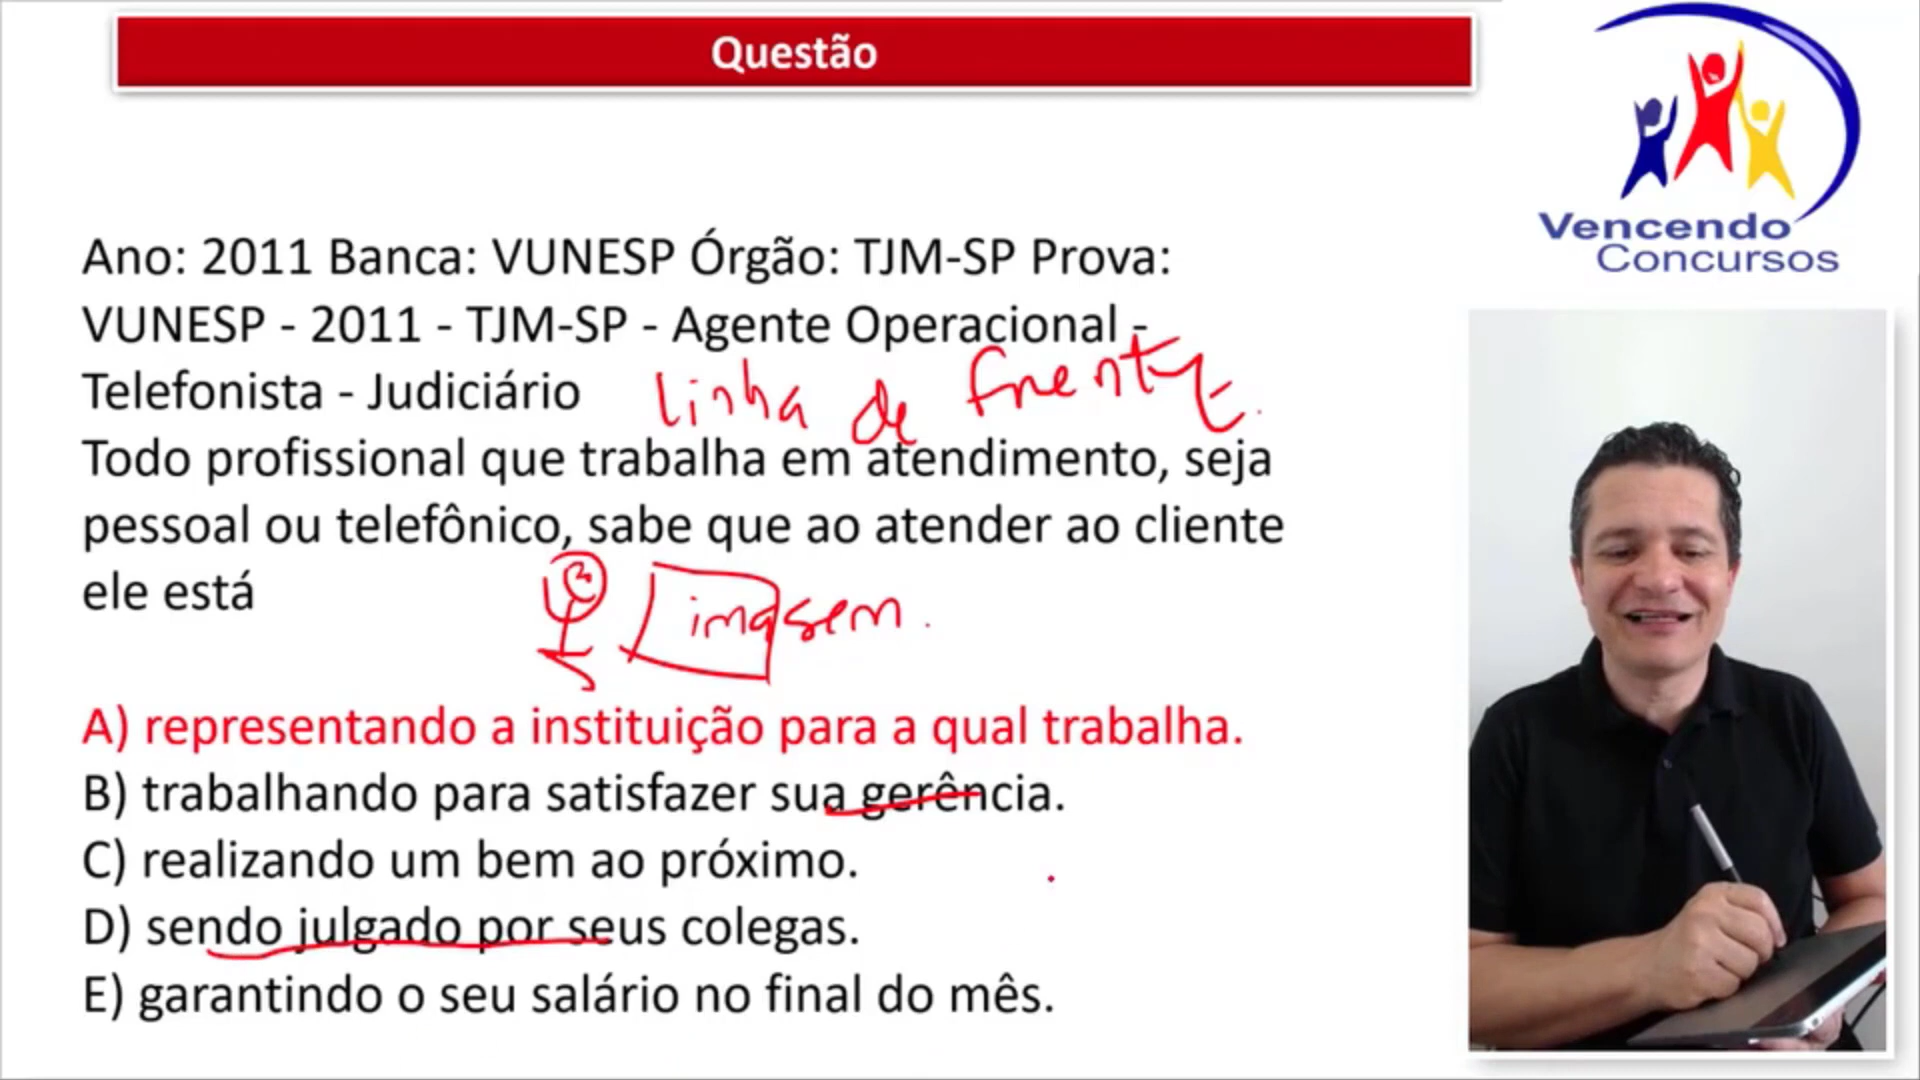 Questão
Vencendo
Concursos
Ano: 2011 Banca: VUNESP Órgão: TJM-SP Prova:
VUNESP - 2011 - TJM-SP - Agente Operacional -
Telefonista - Judiciário
linha de frente.
Todo profissional que trabalha em atendimento, seja
pessoal ou telefônico, sabe que ao atender ao cliente
ele está
imagem.
A) representando a instituição para a qual trabalha.
B) trabalhando para satisfazer sua gerência.
C) realizando um bem ao próximo.
D) sendo julgado por seus colegas.
E) garantindo o seu salário no final do mês.